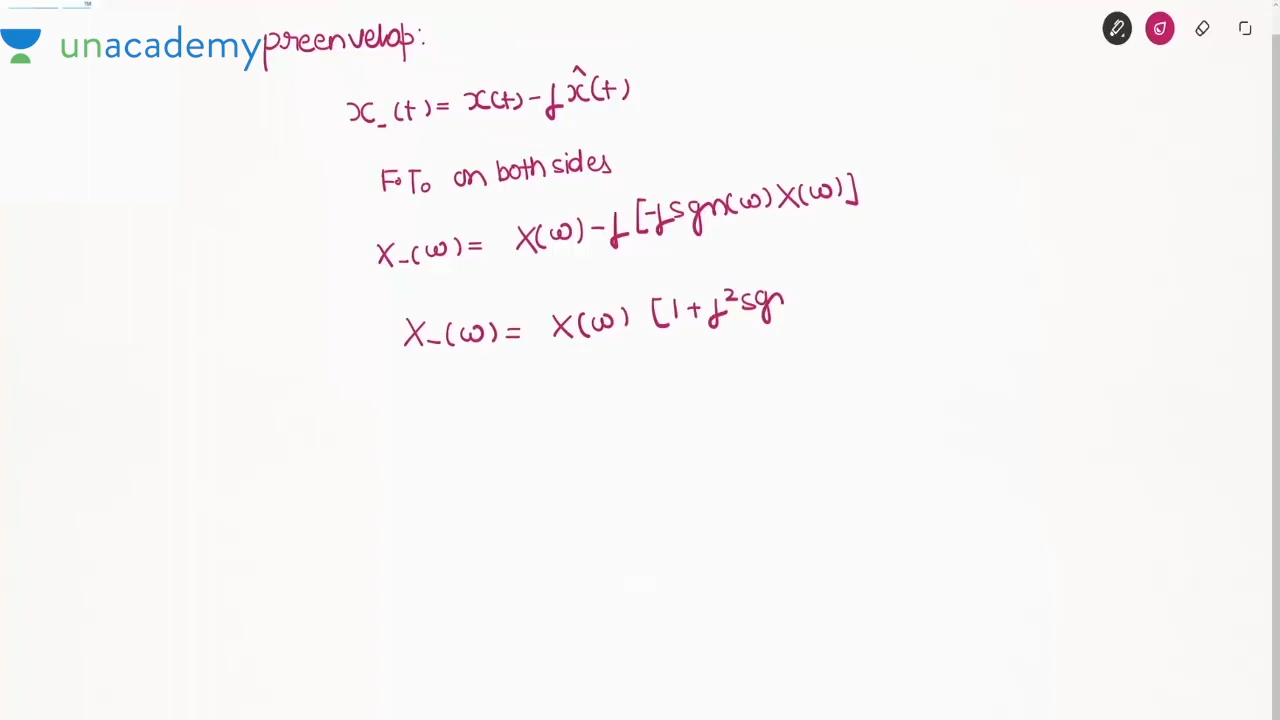 unacademy preenvelop:
x_(t) = x(t) - j x̂(t)
F.T. on both sides
X_(ω) = X(ω) - j [-j sgn(ω) X(ω)]
X_(ω) = X(ω) [1 + j² sgn